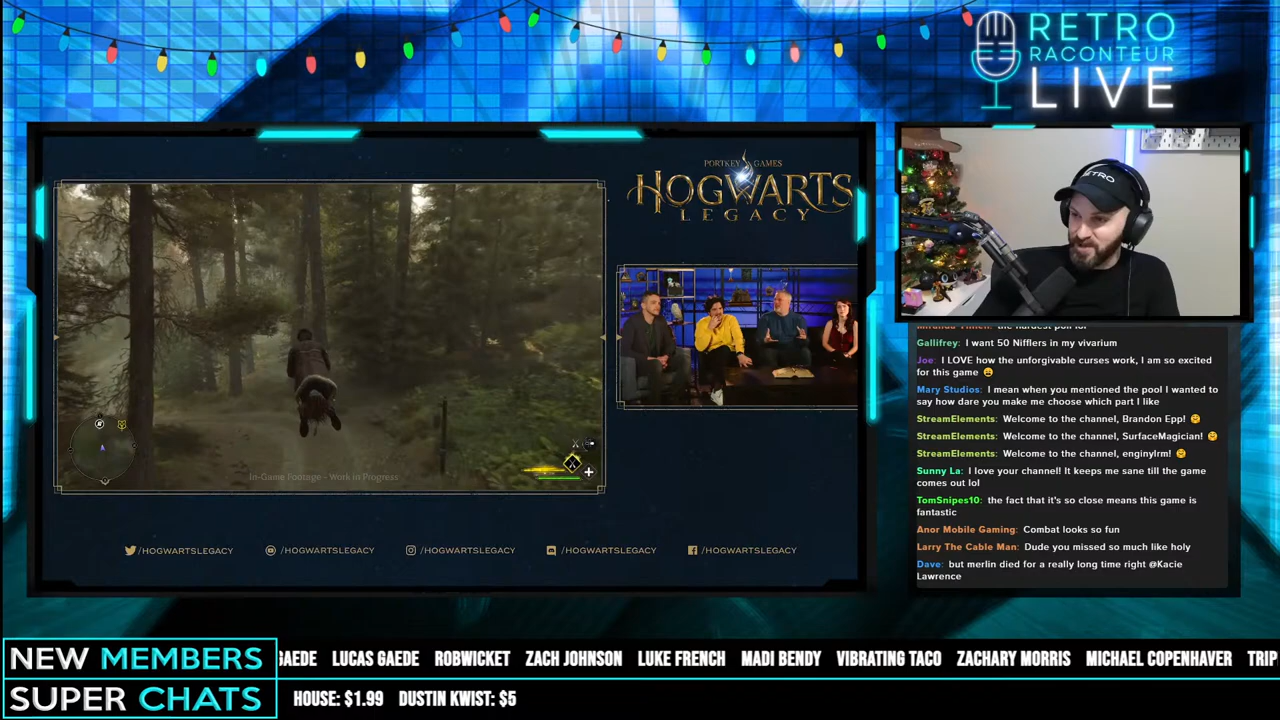 RETRO
RACONTEUR
LIVE
PORTKEY GAMES
HOGWARTS
LEGACY
RETRO
In-Game Footage - Work in Progress
/HOGWARTSLEGACY
/HOGWARTSLEGACY
/HOGWARTSLEGACY
/HOGWARTSLEGACY
/HOGWARTSLEGACY
Gallifrey: I want 50 Nifflers in my vivarium
Joe: I LOVE how the unforgivable curses work, I am so excited
for this game
Mary Studios: I mean when you mentioned the pool I wanted to
say how dare you make me choose which part I like
StreamElements: Welcome to the channel, Brandon Epp!
StreamElements: Welcome to the channel, SurfaceMagician!
StreamElements: Welcome to the channel, enginylrm!
Sunny La: I love your channel! It keeps me sane till the game
comes out lol
TomSnipes10: the fact that it's so close means this game is
fantastic
Anor Mobile Gaming: Combat looks so fun
Larry The Cable Man: Dude you missed so much like holy
Dave: but merlin died for a really long time right @Kacie
Lawrence
NEW MEMBERS
GAEDE LUCAS GAEDE ROBWICKET ZACH JOHNSON LUKE FRENCH MADI BENDY VIBRATING TACO ZACHARY MORRIS MICHAEL COPENHAVER TRIP
SUPER CHATS
HOUSE: $1.99 DUSTIN KWIST: $5